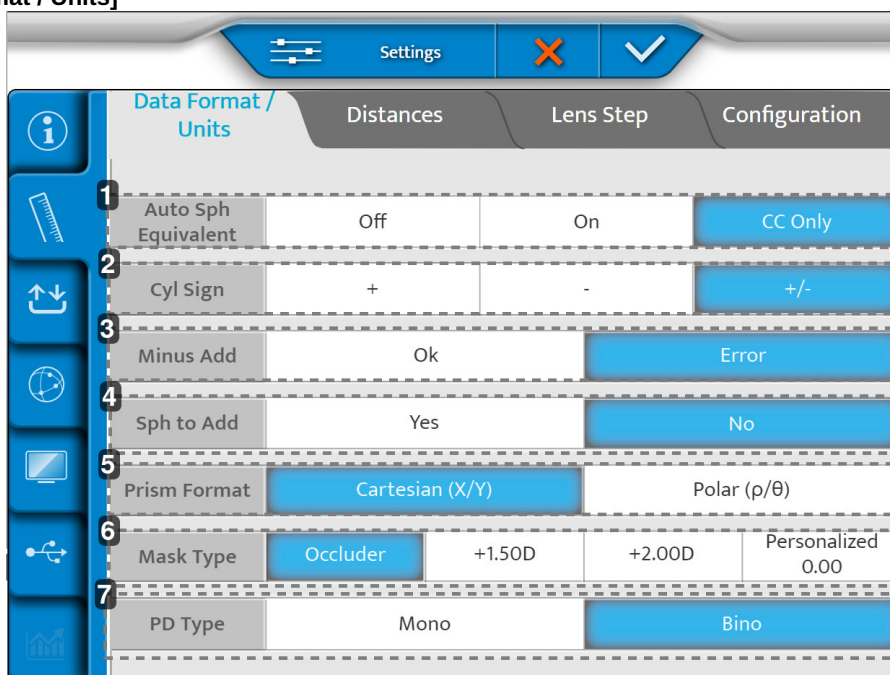 Settings
Data Format /
Units
Distances
Lens Step
Configuration
1
Auto Sph
Equivalent
Off
On
CC Only
2
Cyl Sign
+
-
+/-
3
Minus Add
Ok
Error
4
Sph to Add
Yes
No
5
Prism Format
Cartesian (X/Y)
Polar (ρ/θ)
6
Mask Type
Occluder
+1.50D
+2.00D
Personalized
0.00
7
PD Type
Mono
Bino